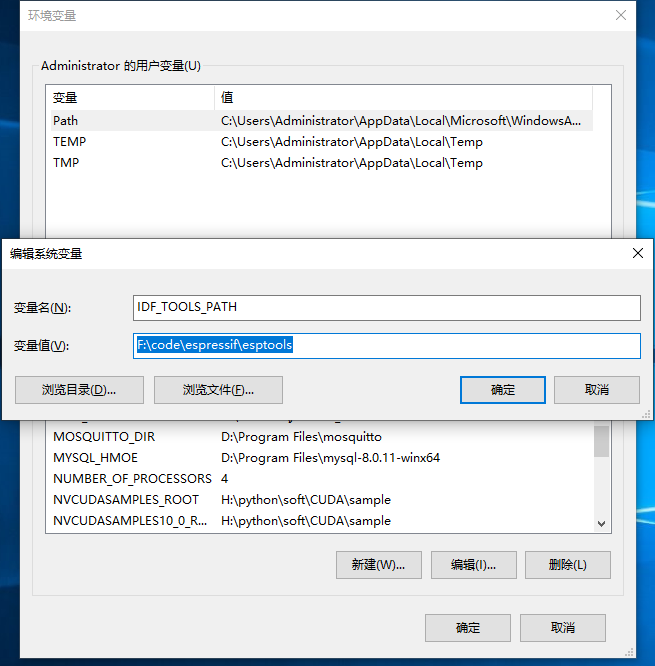 环境变量
Administrator 的用户变量(U)
变量 值
Path C:\Users\Administrator\AppData\Local\Microsoft\WindowsA...
TEMP C:\Users\Administrator\AppData\Local\Temp
TMP C:\Users\Administrator\AppData\Local\Temp
编辑系统变量
变量名(N): IDF_TOOLS_PATH
变量值(V): F:\code\espressif\esptools
浏览目录(D)... 浏览文件(F)... 确定 取消
MOSQUITTO_DIR D:\Program Files\mosquitto
MYSQL_HMOE D:\Program Files\mysql-8.0.11-winx64
NUMBER_OF_PROCESSORS 4
NVCUDASAMPLES_ROOT H:\python\soft\CUDA\sample
NVCUDASAMPLES10_0_R... H:\python\soft\CUDA\sample
新建(W)... 编辑(I)... 删除(L)
确定 取消